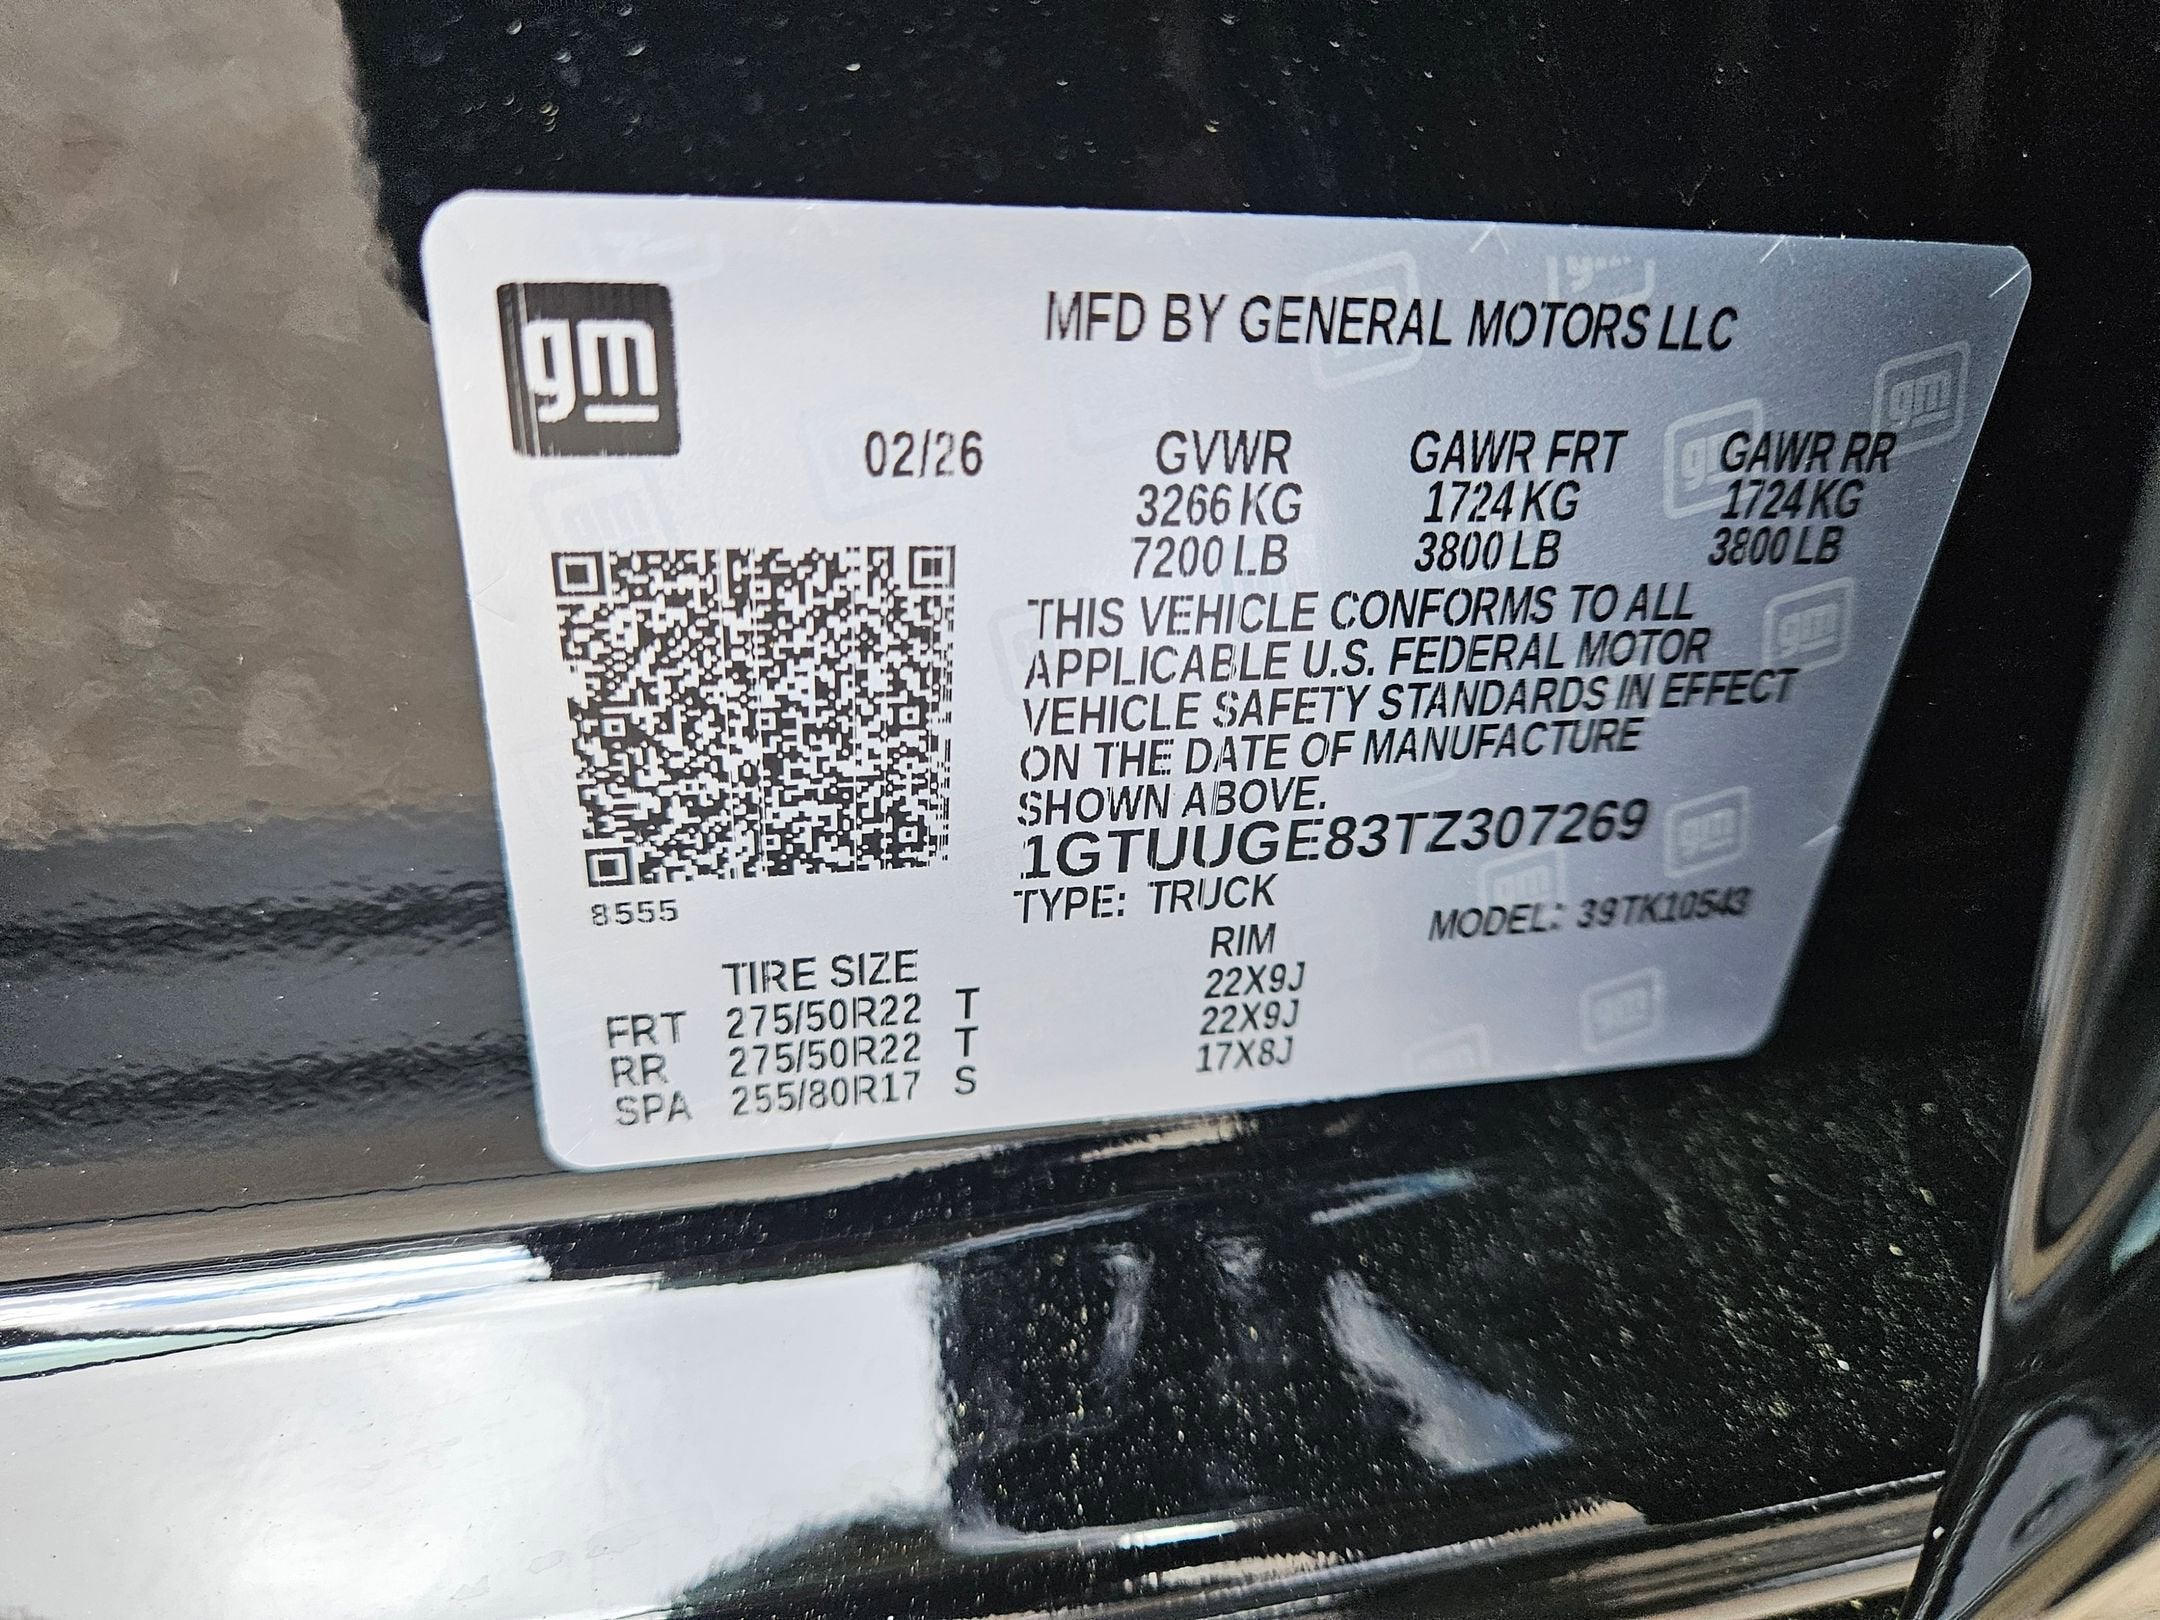 gm
MFD BY GENERAL MOTORS LLC
02/26 GVWR GAWR FRT GAWR RR
3266 KG 1724 KG 1724 KG
7200 LB 3800 LB 3800 LB
THIS VEHICLE CONFORMS TO ALL
APPLICABLE U.S. FEDERAL MOTOR
VEHICLE SAFETY STANDARDS IN EFFECT
ON THE DATE OF MANUFACTURE
SHOWN ABOVE.
1GTUUGE83TZ307269
8555 TYPE: TRUCK MODEL: 39TK10543
TIRE SIZE RIM
FRT 275/50R22 T 22X9J
RR 275/50R22 T 22X9J
SPA 255/80R17 S 17X8J